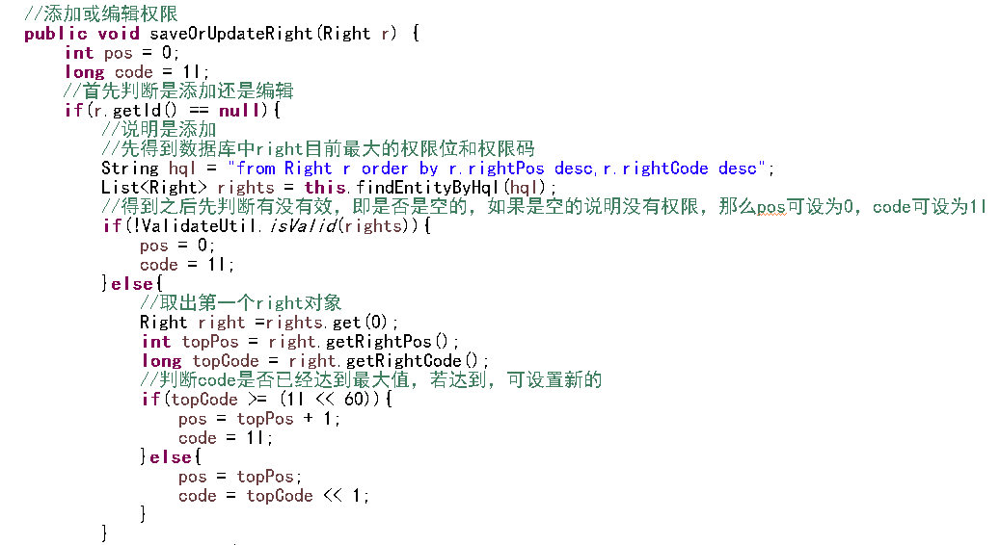 //添加或编辑权限
public void saveOrUpdateRight(Right r) {
    int pos = 0;
    long code = 1l;
    //首先判断是添加还是编辑
    if(r.getId() == null){
        //说明是添加
        //先得到数据库中right目前最大的权限位和权限码
        String hql = "from Right r order by r.rightPos desc,r.rightCode desc";
        List<Right> rights = this.findEntityByHql(hql);
        //得到之后先判断有没有效，即是否是空的，如果是空的说明没有权限，那么pos可设为0，code可设为1l
        if(!ValidateUtil.isValid(rights)){
            pos = 0;
            code = 1l;
        }else{
            //取出第一个right对象
            Right right =rights.get(0);
            int topPos = right.getRightPos();
            long topCode = right.getRightCode();
            //判断code是否已经达到最大值，若达到，可设置新的
            if(topCode >= (1l << 60)){
                pos = topPos + 1;
                code = 1l;
            }else{
                pos = topPos;
                code = topCode << 1;
            }
        }